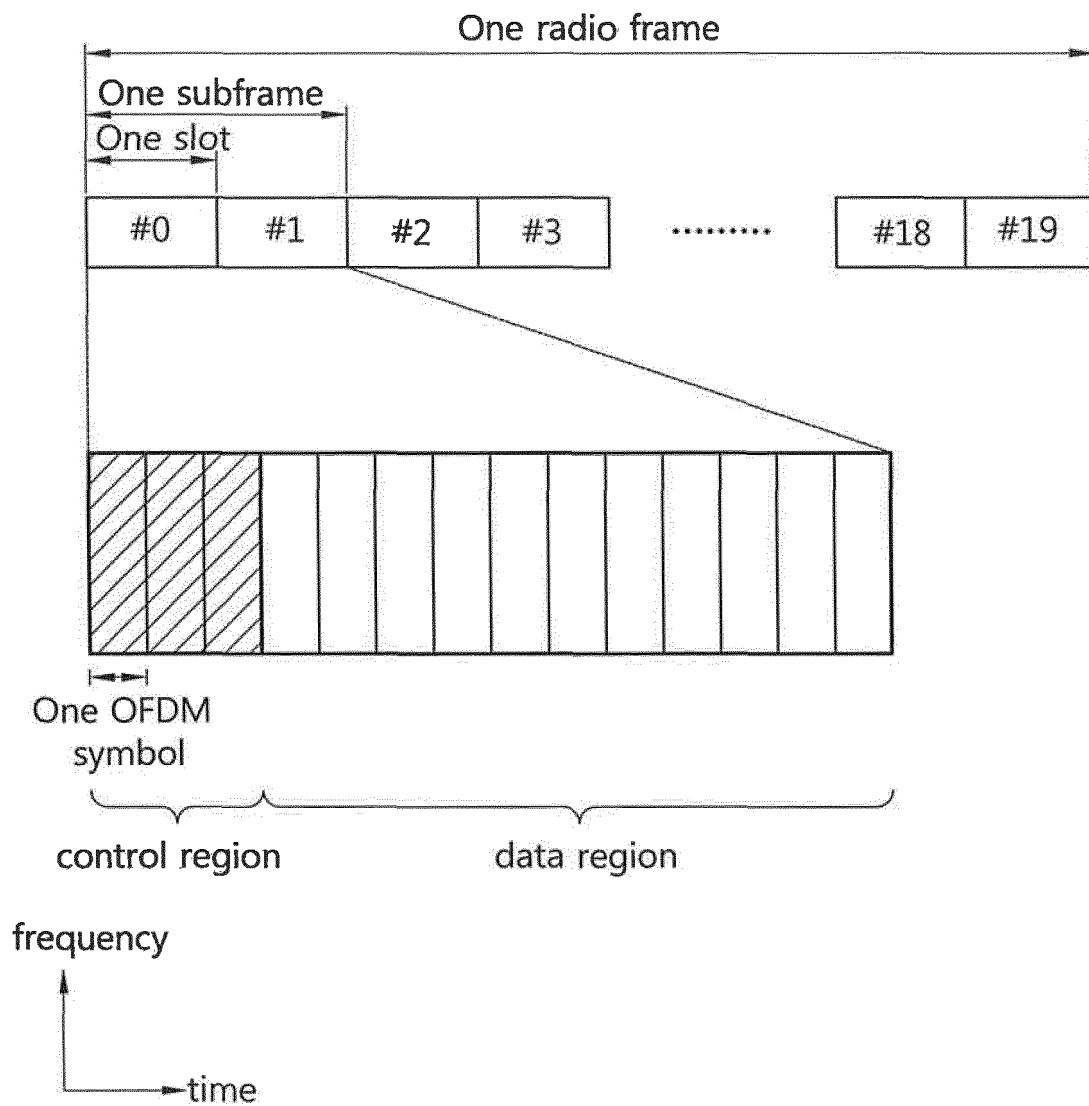 One radio frame
One subframe
One slot
#0 #1 #2 #3 ......... #18 #19
One OFDM
symbol
control region data region
frequency
time